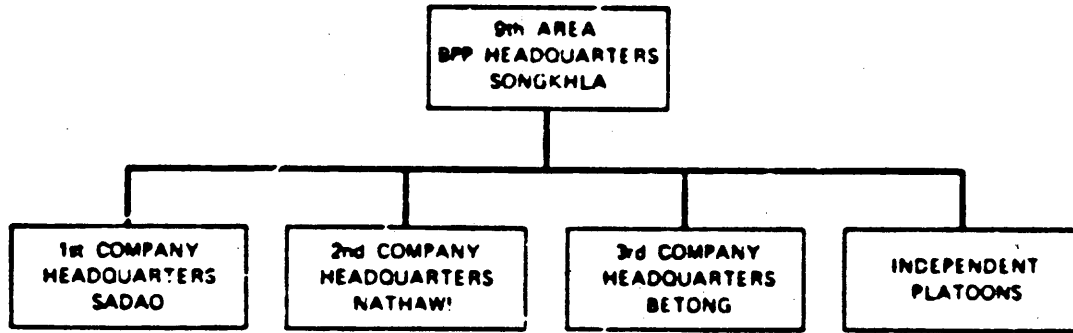 9th AREA
BPP HEADQUARTERS
SONGKHLA
1st COMPANY
HEADQUARTERS
SADAO
2nd COMPANY
HEADQUARTERS
NATHAWI
3rd COMPANY
HEADQUARTERS
BETONG
INDEPENDENT
PLATOONS